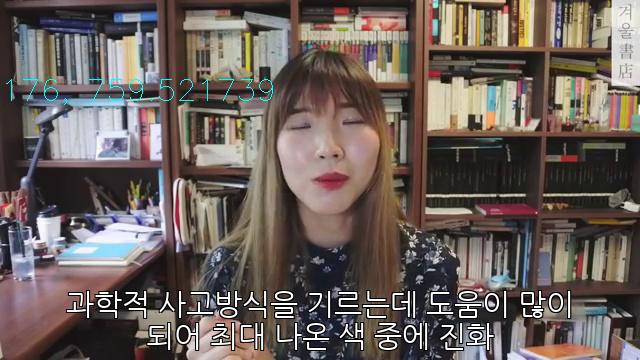 겨울書店
176, 759.521739
과학적 사고방식을 기르는데 도움이 많이
되어 최대 나온 색 중에 진화